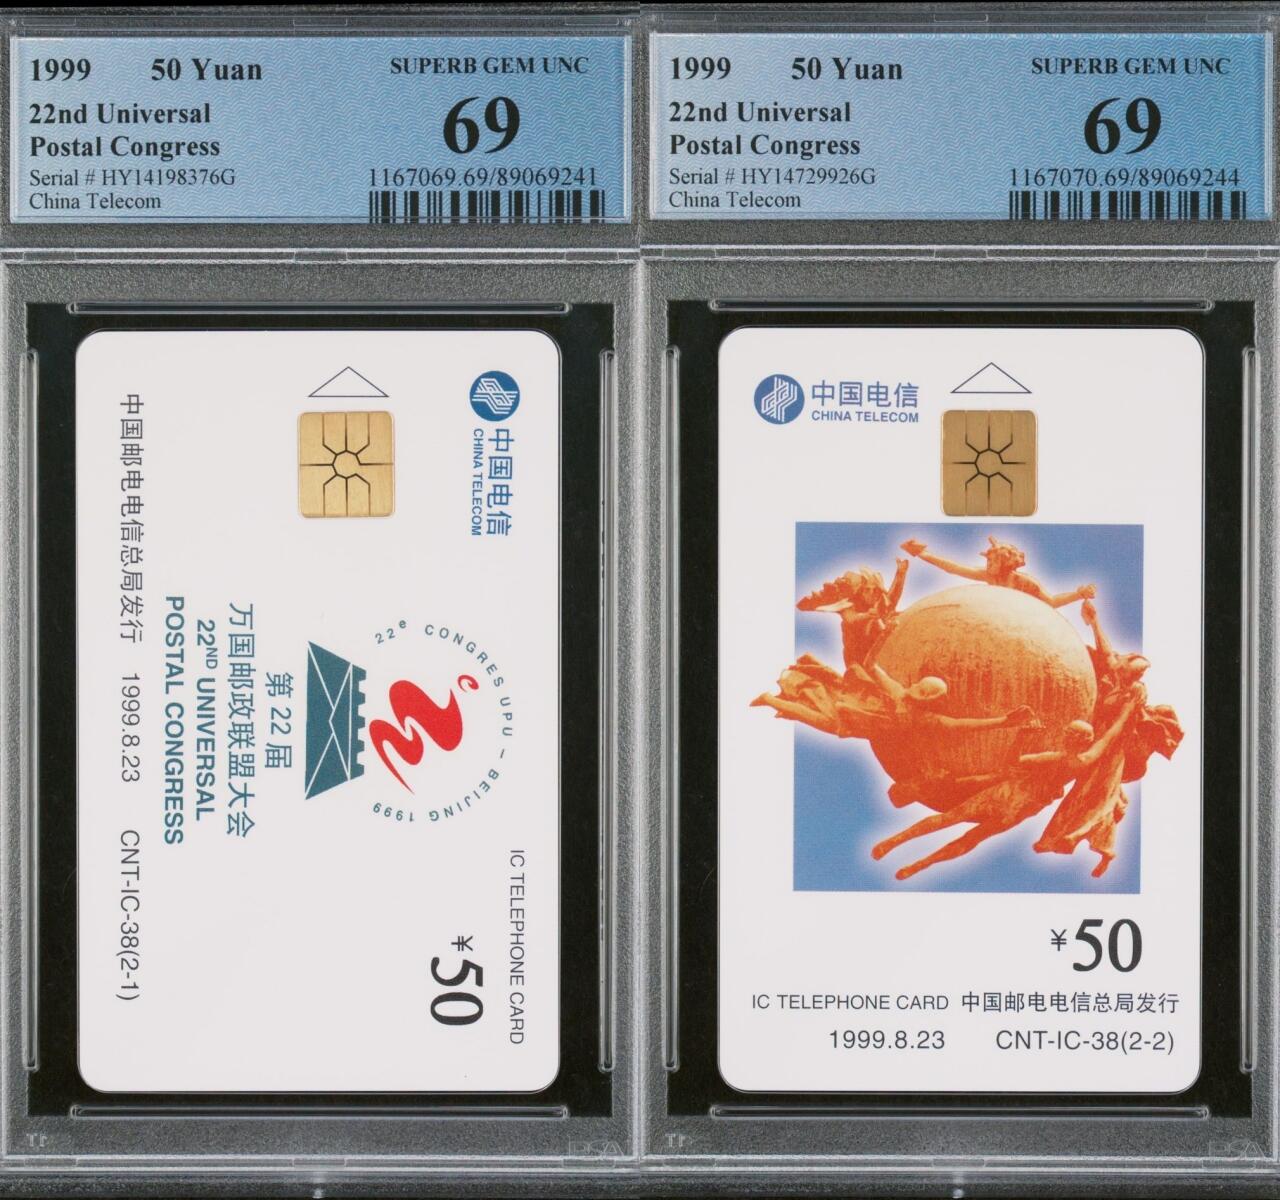 1999 50 Yuan
22nd Universal
Postal Congress
Serial # HY14198376G
China Telecom
SUPERB GEM UNC
69
1167069.69/89069241
中国电信
CHINA TELECOM
22e CONGRES UPU – BEIJING 1999
第22届
万国邮政联盟大会
22ND UNIVERSAL
POSTAL CONGRESS
IC TELEPHONE CARD
¥50
中国邮电电信总局发行 1999.8.23 CNT-IC-38(2-1)
PSA
1999 50 Yuan
22nd Universal
Postal Congress
Serial # HY14729926G
China Telecom
SUPERB GEM UNC
69
1167070.69/89069244
中国电信
CHINA TELECOM
¥50
IC TELEPHONE CARD 中国邮电电信总局发行
1999.8.23 CNT-IC-38(2-2)
PSA